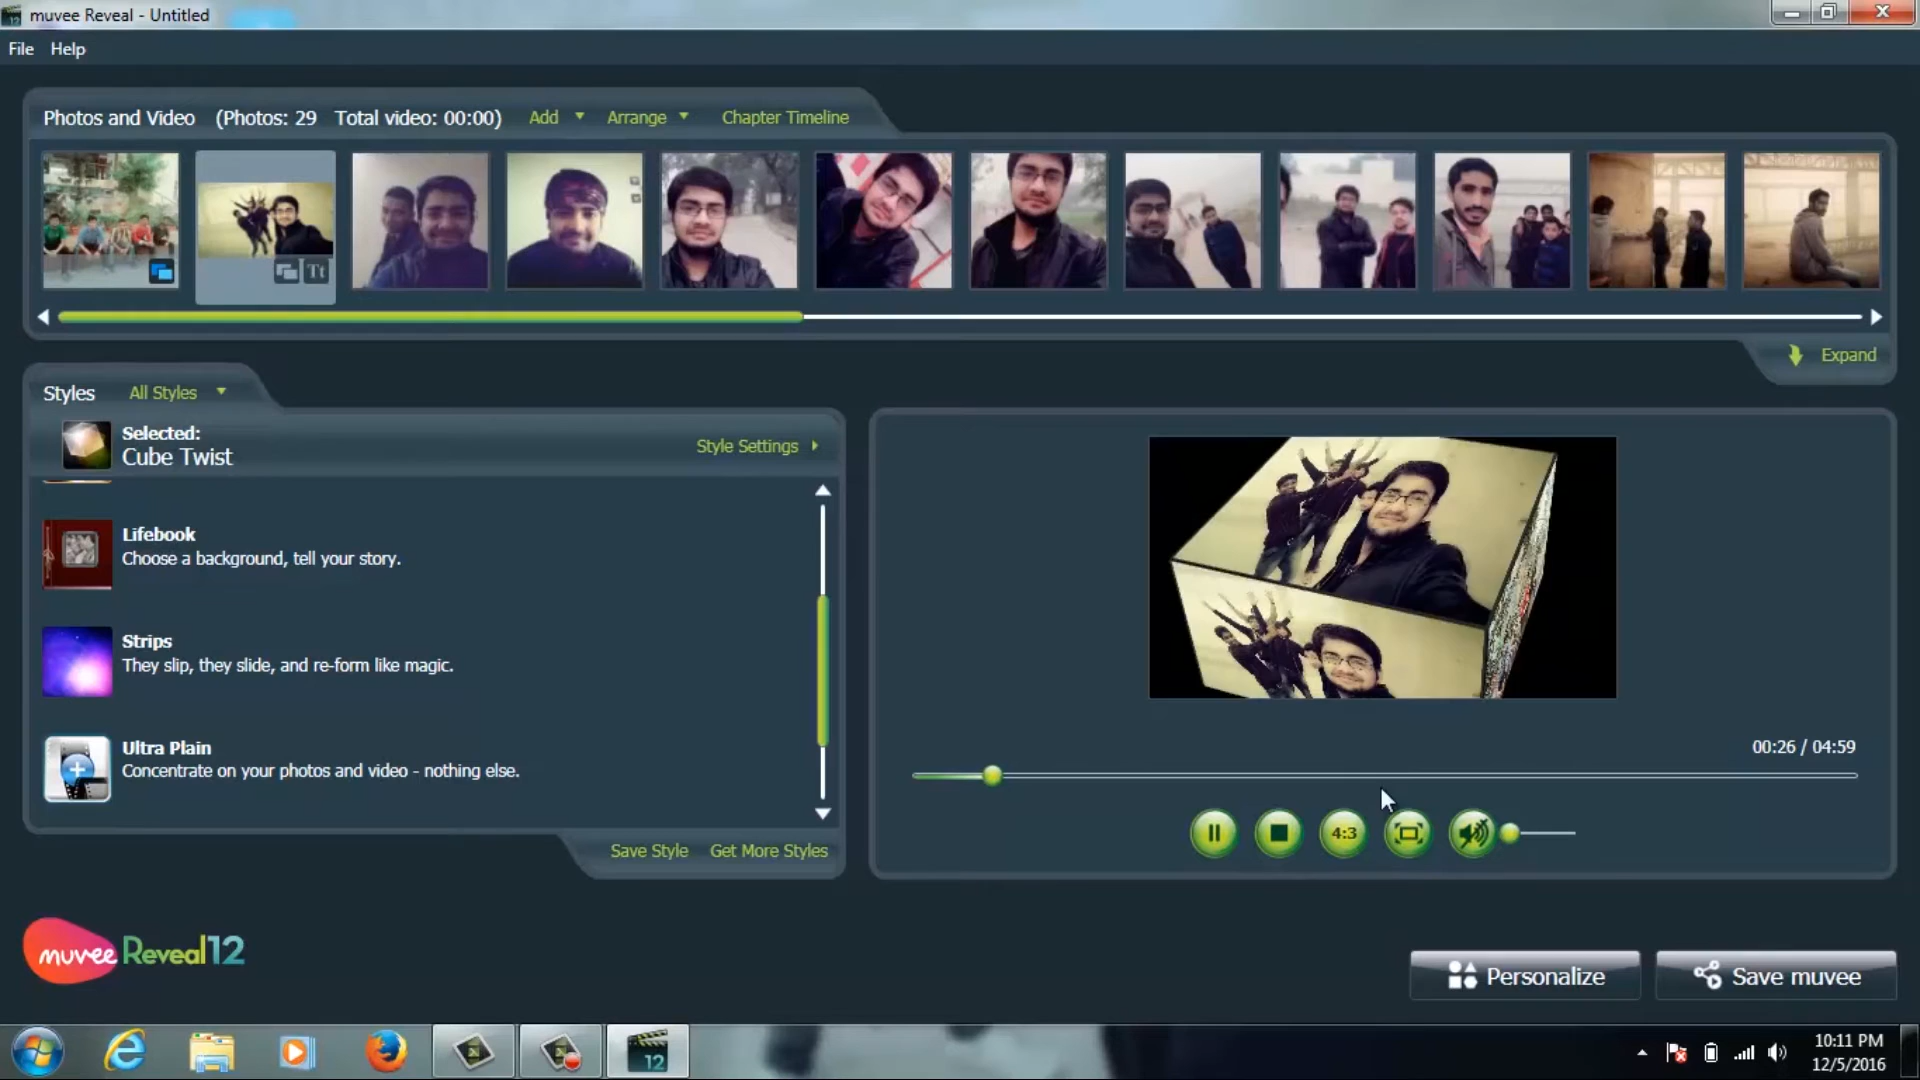 muvee Reveal - Untitled
File Help
Photos and Video (Photos: 29 Total video: 00:00) Add Arrange Chapter Timeline
Tt
Expand
Styles All Styles
Selected:
Cube Twist
Style Settings
Lifebook
Choose a background, tell your story.
Strips
They slip, they slide, and re-form like magic.
Ultra Plain
Concentrate on your photos and video - nothing else.
00:26 / 04:59
4:3
Save Style Get More Styles
muvee Reveal12
Personalize Save muvee
12
10:11 PM
12/5/2016